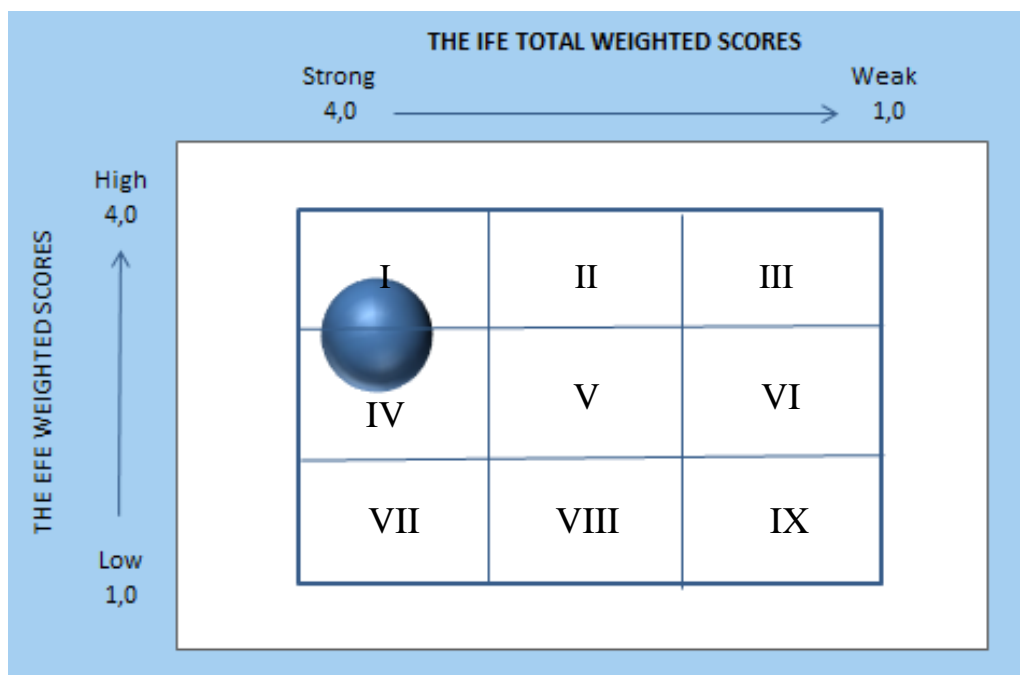 THE IFE TOTAL WEIGHTED SCORES
Strong Weak
4,0 1,0
High
4,0
THE EFE WEIGHTED SCORES
I II III
IV V VI
VII VIII IX
Low
1,0